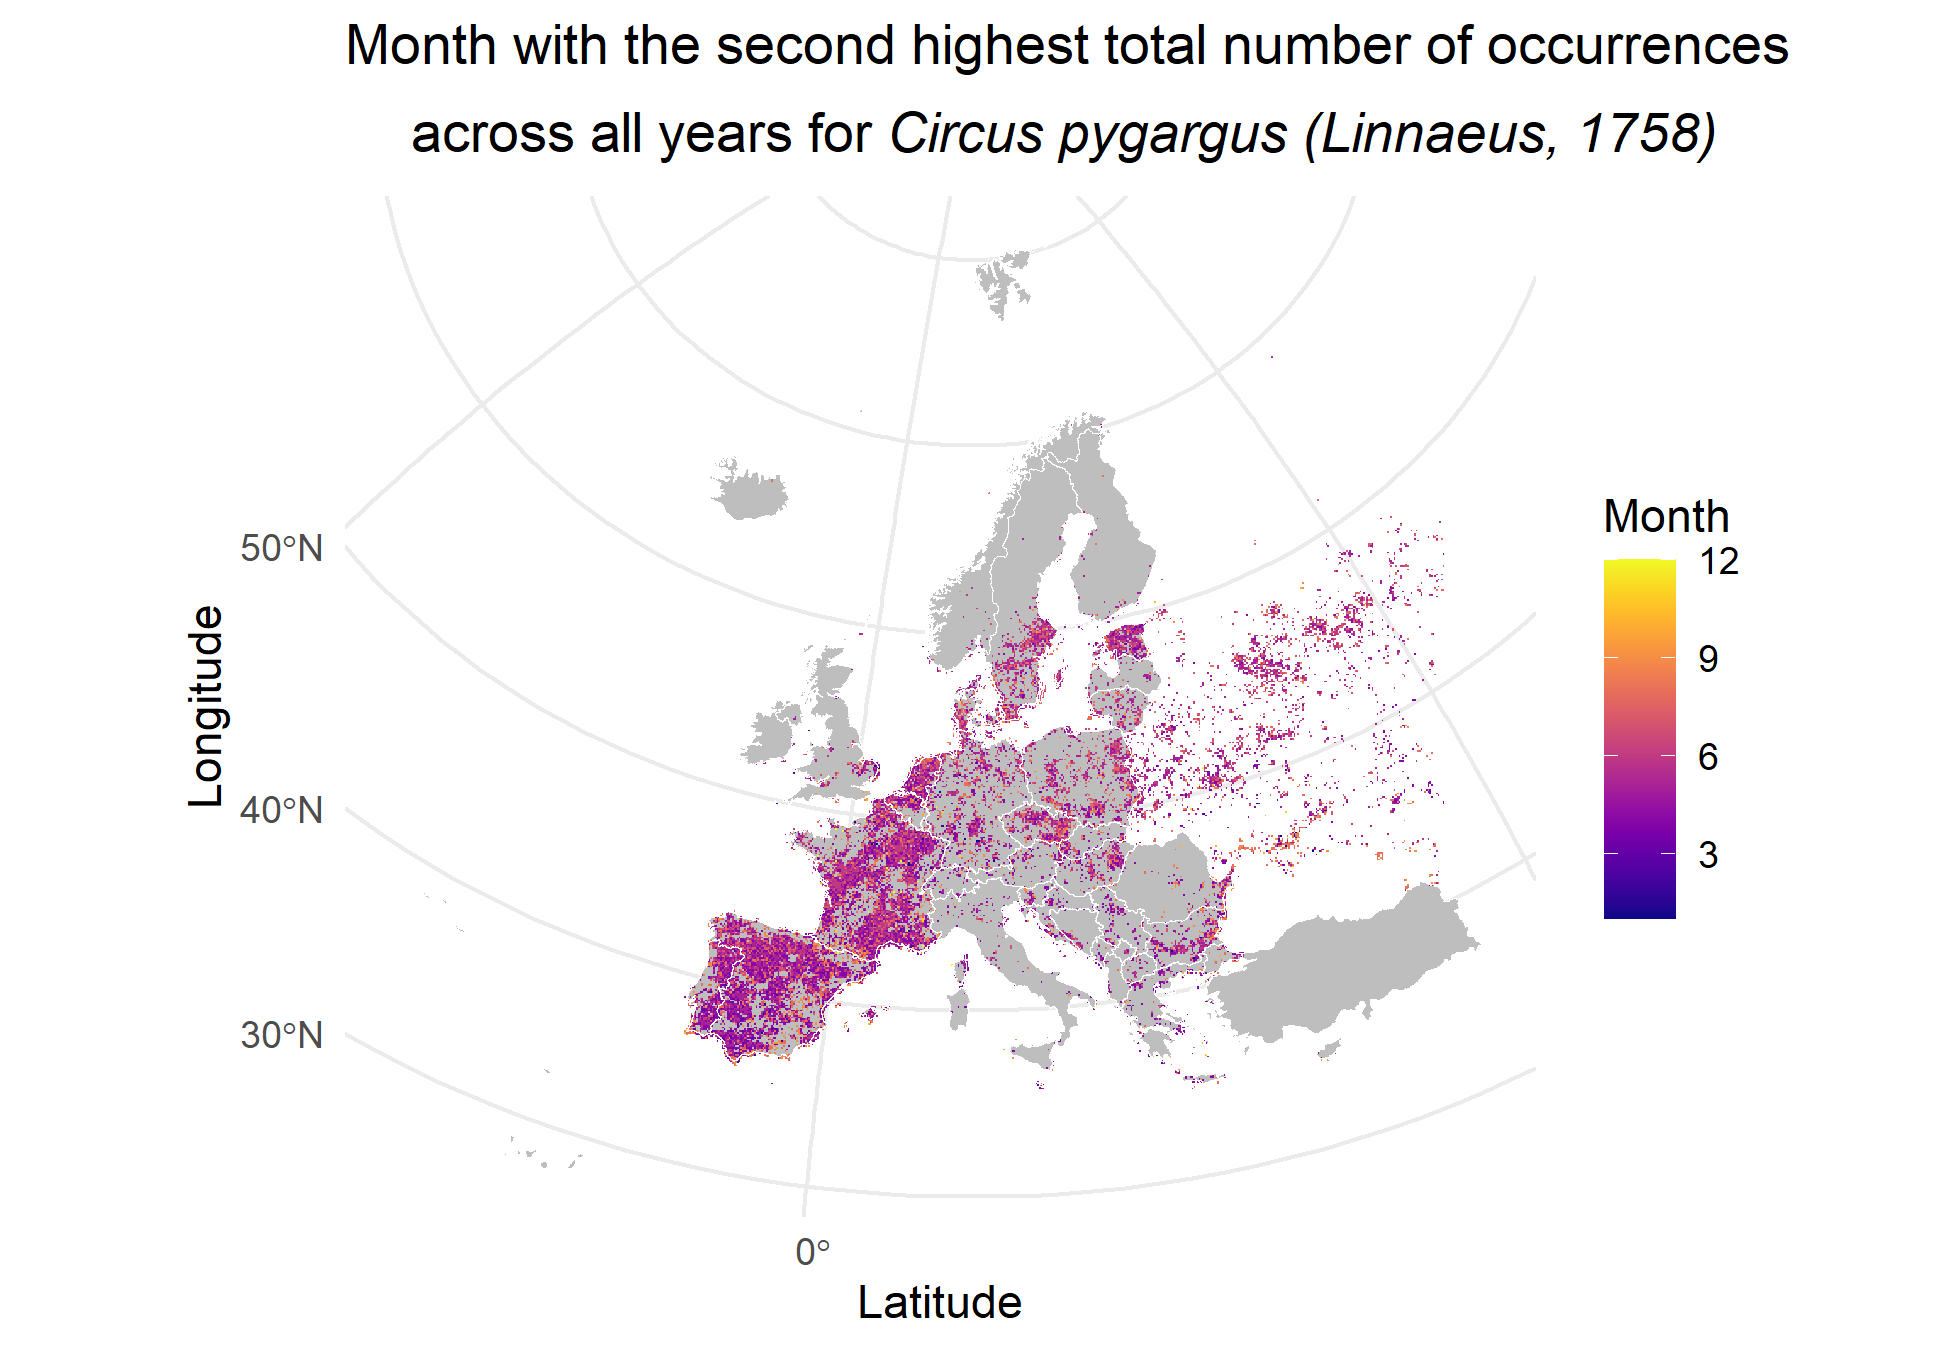 Month with the second highest total number of occurrences
across all years for Circus pygargus (Linnaeus, 1758)
Month
12
9
6
3
50°N
40°N
30°N
Longitude
0°
Latitude